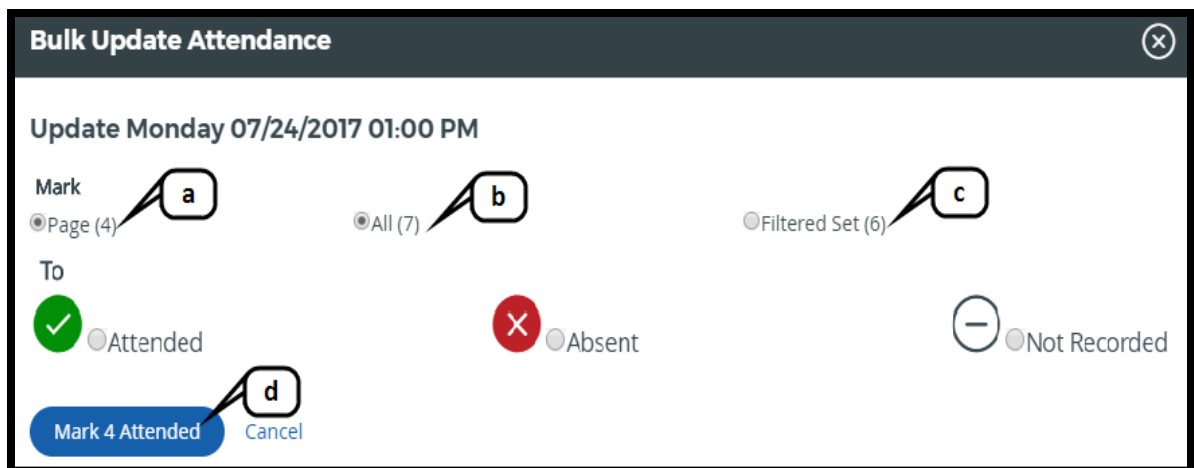 Bulk Update Attendance
Update Monday 07/24/2017 01:00 PM
Mark
a
b
c
Page (4)
All (7)
Filtered Set (6)
To
Attended
Absent
Not Recorded
d
Mark 4 Attended
Cancel